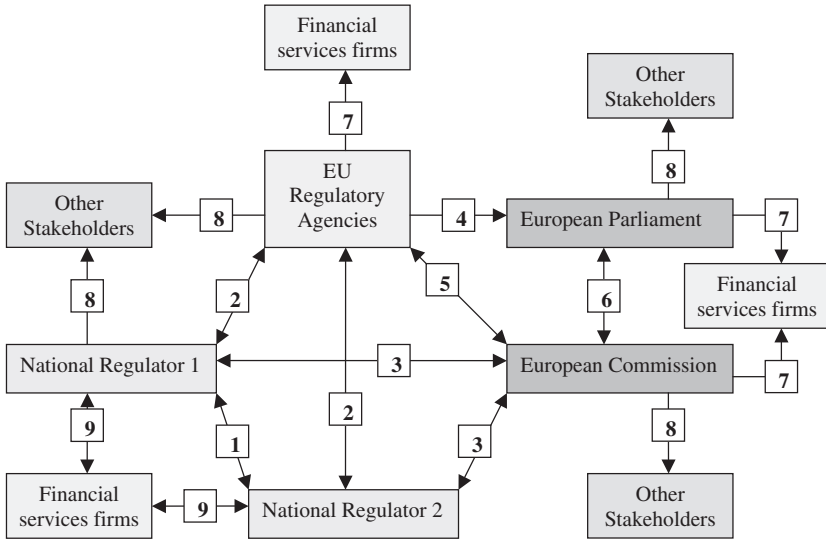 Financial
services firms
Other
Stakeholders
7
EU
Regulatory
Agencies
8
Other
Stakeholders
8
4
European Parliament
7
8
2
5
6
Financial
services firms
National Regulator 1
3
European Commission
7
9
1
2
3
8
Financial
services firms
9
National Regulator 2
Other
Stakeholders